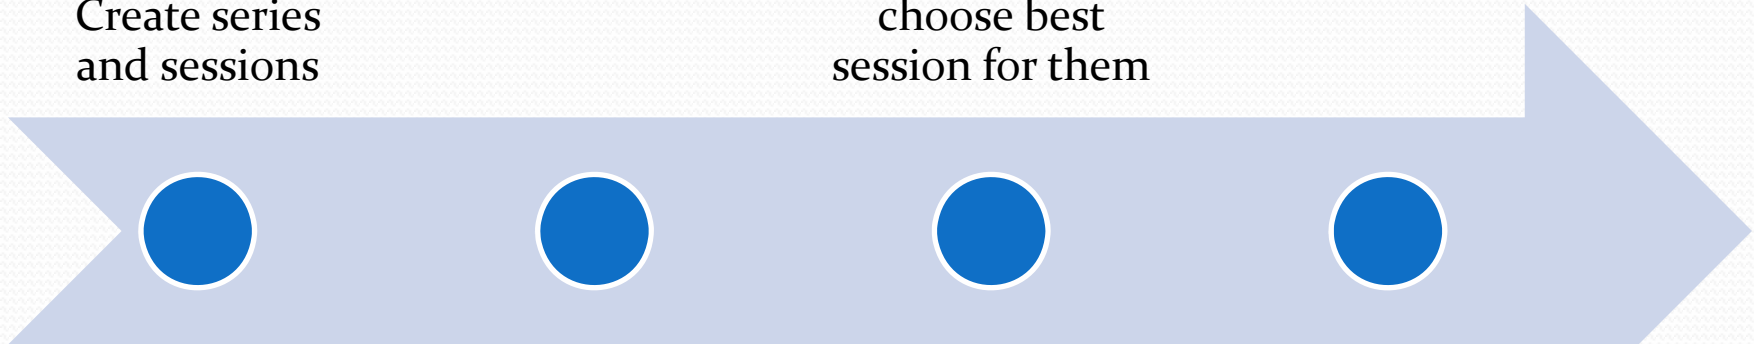 Create series
and sessions
choose best
session for them